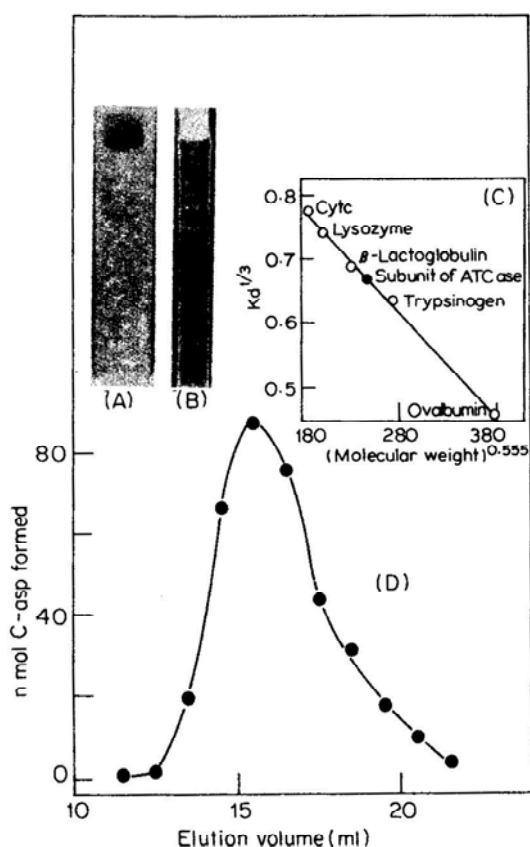 (A)
(B)
(C)
Kd1/3
0.8
0.7
0.6
0.5
Cytc
Lysozyme
β-Lactoglobulin
Subunit of ATCase
Trypsinogen
Ovalbumin
180 280 380
(Molecular weight)0.555
(D)
n mol C-asp formed
80
40
0
10 15 20
Elution volume (ml)